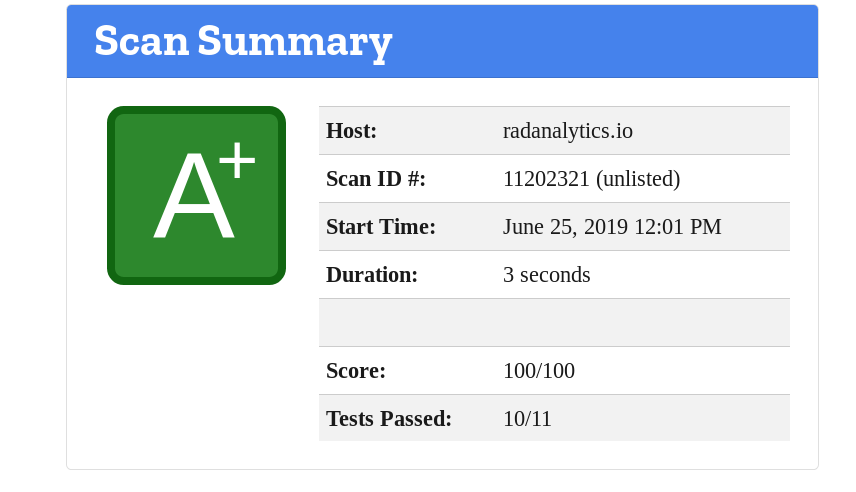 Scan Summary
A+
Host: radanalytics.io
Scan ID #: 11202321 (unlisted)
Start Time: June 25, 2019 12:01 PM
Duration: 3 seconds
Score: 100/100
Tests Passed: 10/11